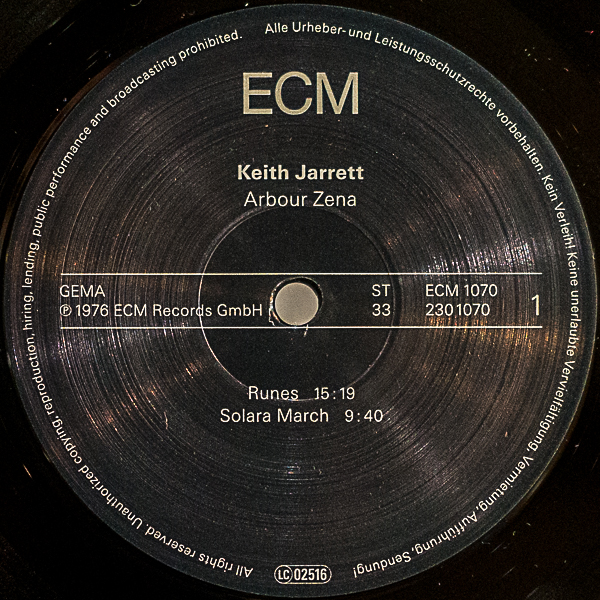 ECM
Keith Jarrett
Arbour Zena
GEMA
℗ 1976 ECM Records GmbH
ST
33
ECM 1070
2301070
1
Runes 15:19
Solara March 9:40
LC 02516
All rights reserved. Unauthorized copying, reproduction, hiring, lending, public performance and broadcasting prohibited.
Alle Urheber- und Leistungsschutzrechte vorbehalten. Kein Verleih! Keine unerlaubte Vervielfältigung, Vermietung, Aufführung, Sendung!